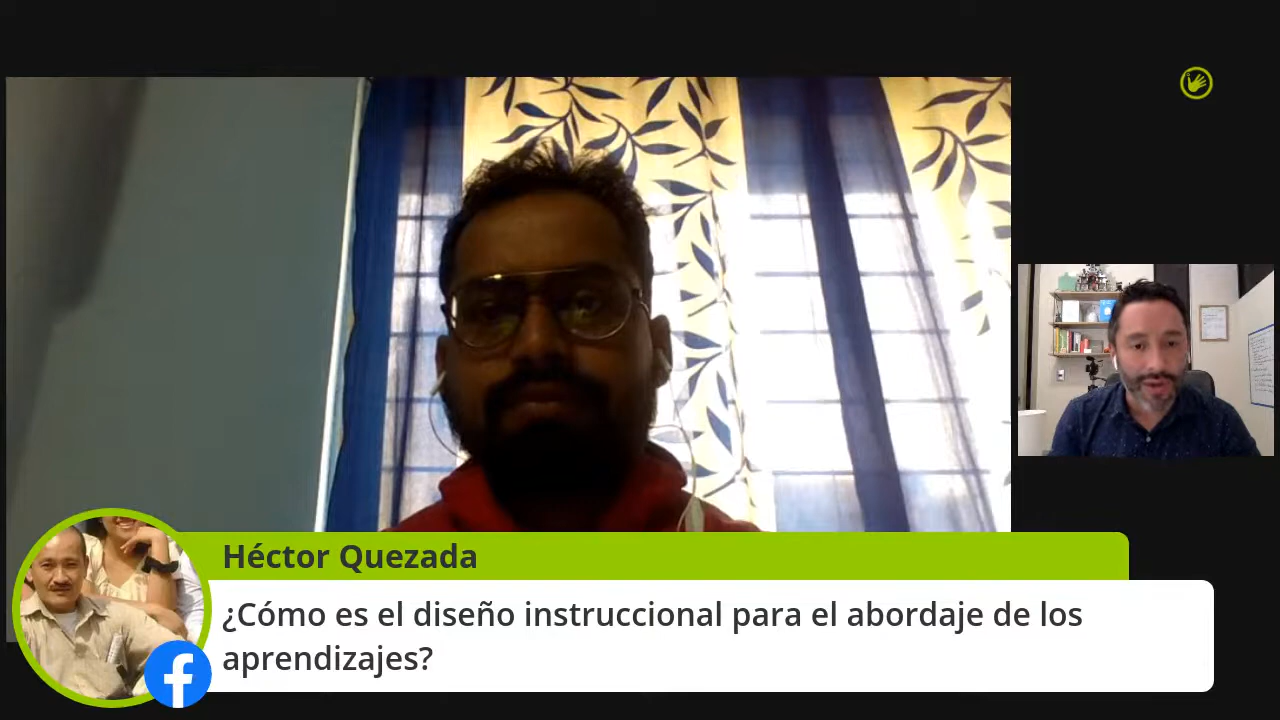 Héctor Quezada
¿Cómo es el diseño instruccional para el abordaje de los
aprendizajes?